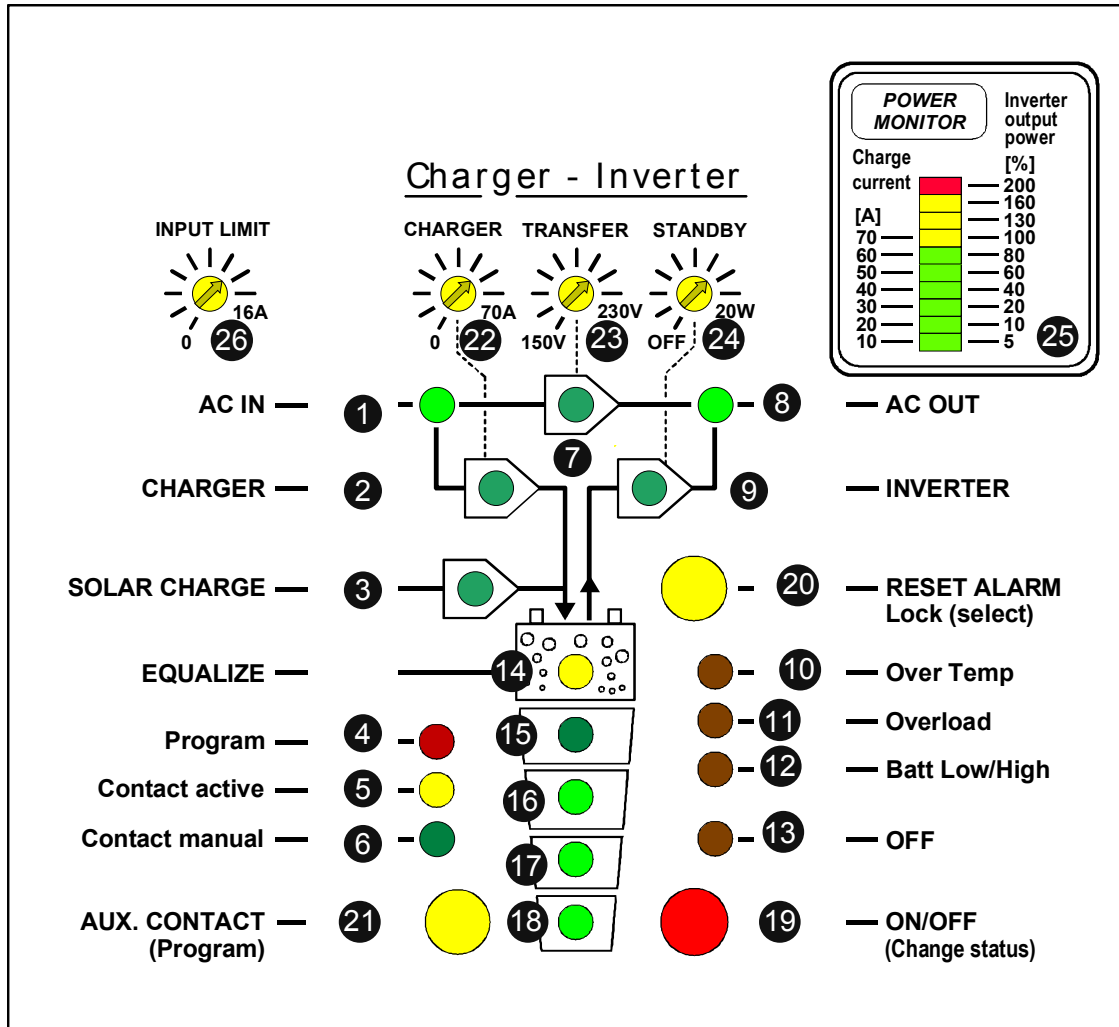 POWER
MONITOR
Inverter
output
power
[%]
Charge
current
[A]
200
160
130
70 100
60 80
50 60
40 40
30 20
20 10
10 5
25
Charger - Inverter
INPUT LIMIT
0 16A
26
CHARGER
0 70A
22
TRANSFER
150V 230V
23
STANDBY
OFF 20W
24
AC IN 1
7
8 AC OUT
CHARGER 2
9 INVERTER
SOLAR CHARGE 3
20 RESET ALARM
Lock (select)
EQUALIZE 14
10 Over Temp
Program 4
15
11 Overload
Contact active 5
16
12 Batt Low/High
Contact manual 6
17
13 OFF
AUX. CONTACT 21
(Program)
18
19 ON/OFF
(Change status)